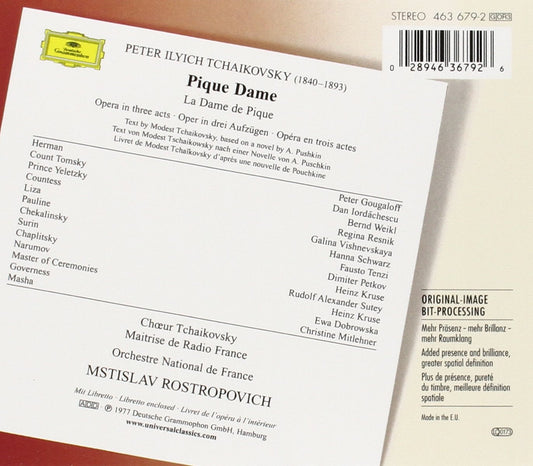 STEREO 463 679-2 GOR3
0 28946 36792 6
Deutsche
Grammophon
PETER ILYICH TCHAIKOVSKY (1840–1893)
Pique Dame
La Dame de Pique
Opera in three acts · Oper in drei Aufzügen · Opéra en trois actes
Text by Modest Tchaikovsky, based on a novel by A. Pushkin
Text von Modest Tschaikowsky nach einer Novelle von A. Puschkin
Livret de Modest Tchaïkovsky d'après une nouvelle de Pouchkine
Herman Peter Gougaloff
Count Tomsky Dan Iordăchescu
Prince Yeletzky Bernd Weikl
Countess Regina Resnik
Liza Galina Vishnevskaya
Pauline Hanna Schwarz
Chekalinsky Fausto Tenzi
Surin Dimiter Petkov
Chaplitsky Heinz Kruse
Narumov Rudolf Alexander Sutey
Master of Ceremonies Heinz Kruse
Governess Ewa Dobrowska
Masha Christine Mitlehner
Chœur Tchaikovsky
Maitrise de Radio France
Orchestre National de France
MSTISLAV ROSTROPOVICH
Mit Libretto · Libretto enclosed · Livret de l'opéra à l'intérieur
ADD ℗ 1977 Deutsche Grammophon GmbH, Hamburg
www.universalclassics.com
ORIGINAL-IMAGE
BIT-PROCESSING
Mehr Präsenz – mehr Brillanz –
mehr Raumklang
Added presence and brilliance,
greater spatial definition
Plus de présence, pureté
du timbre, meilleure définition
spatiale
Made in the E.U.